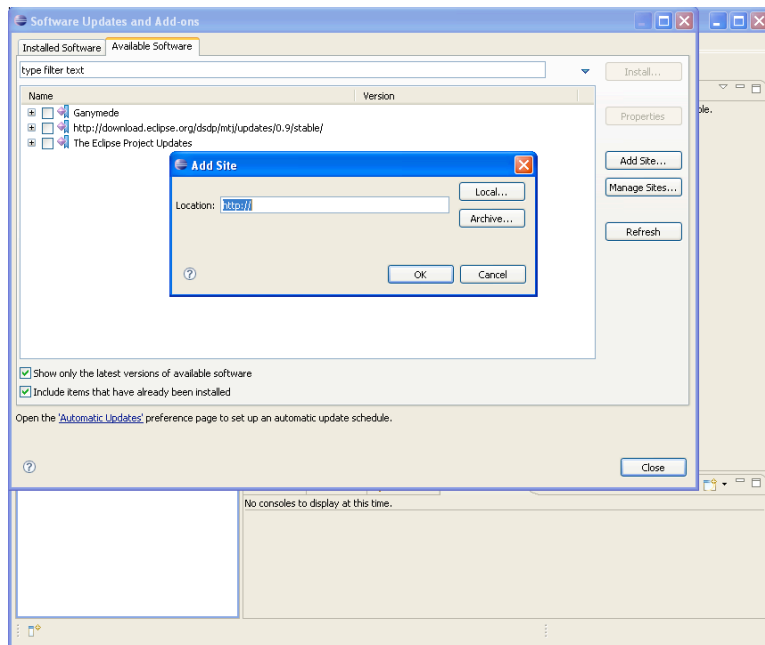 Software Updates and Add-ons
Installed Software
Available Software
type filter text
Install...
Name
Version
Ganymede
Properties
ble.
http://download.eclipse.org/dsdp/mtj/updates/0.9/stable/
The Eclipse Project Updates
Add Site...
Add Site
Manage Sites...
Local...
Location:
http://
Archive...
Refresh
OK
Cancel
Show only the latest versions of available software
Include items that have already been installed
Open the 'Automatic Updates' preference page to set up an automatic update schedule.
Close
No consoles to display at this time.